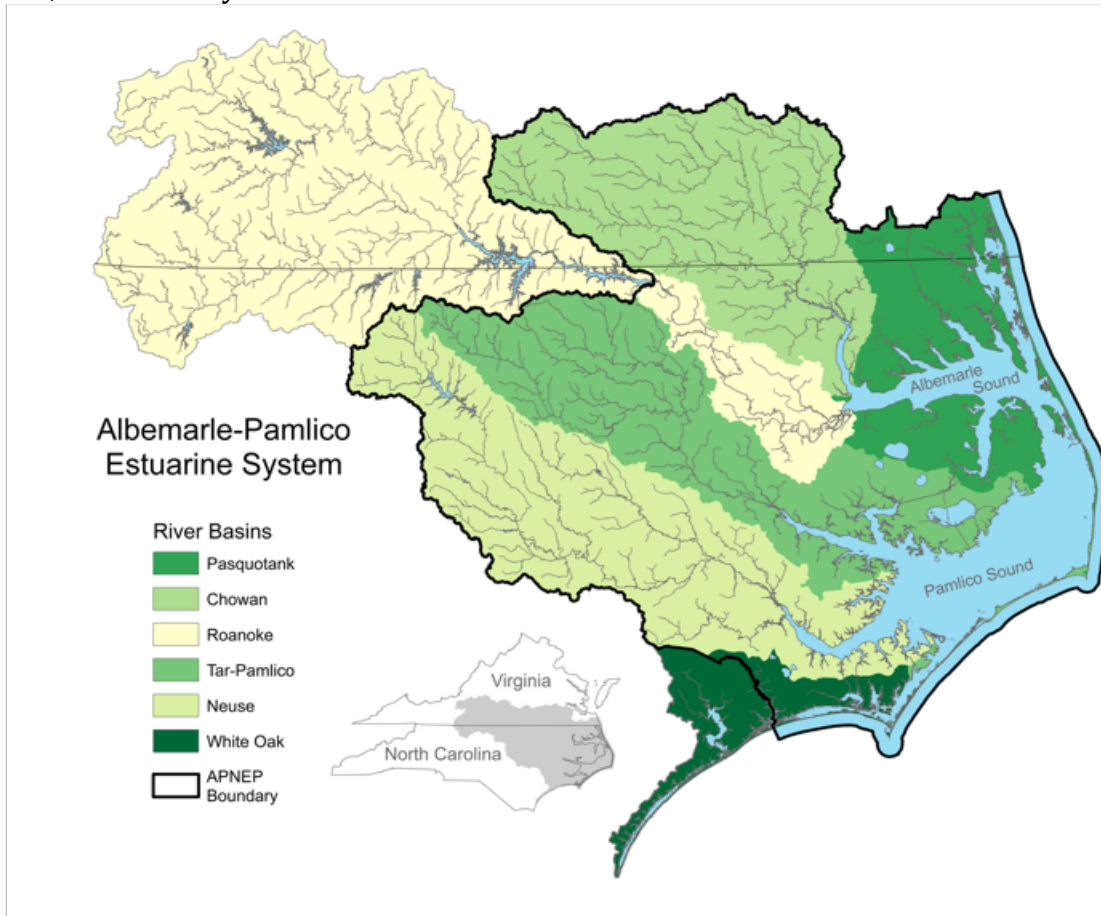 Albemarle
Sound
Albemarle-Pamlico
Estuarine System
River Basins
Pasquotank
Chowan
Roanoke
Tar-Pamlico
Neuse
White Oak
APNEP
Boundary
Pamlico Sound
Virginia
North Carolina